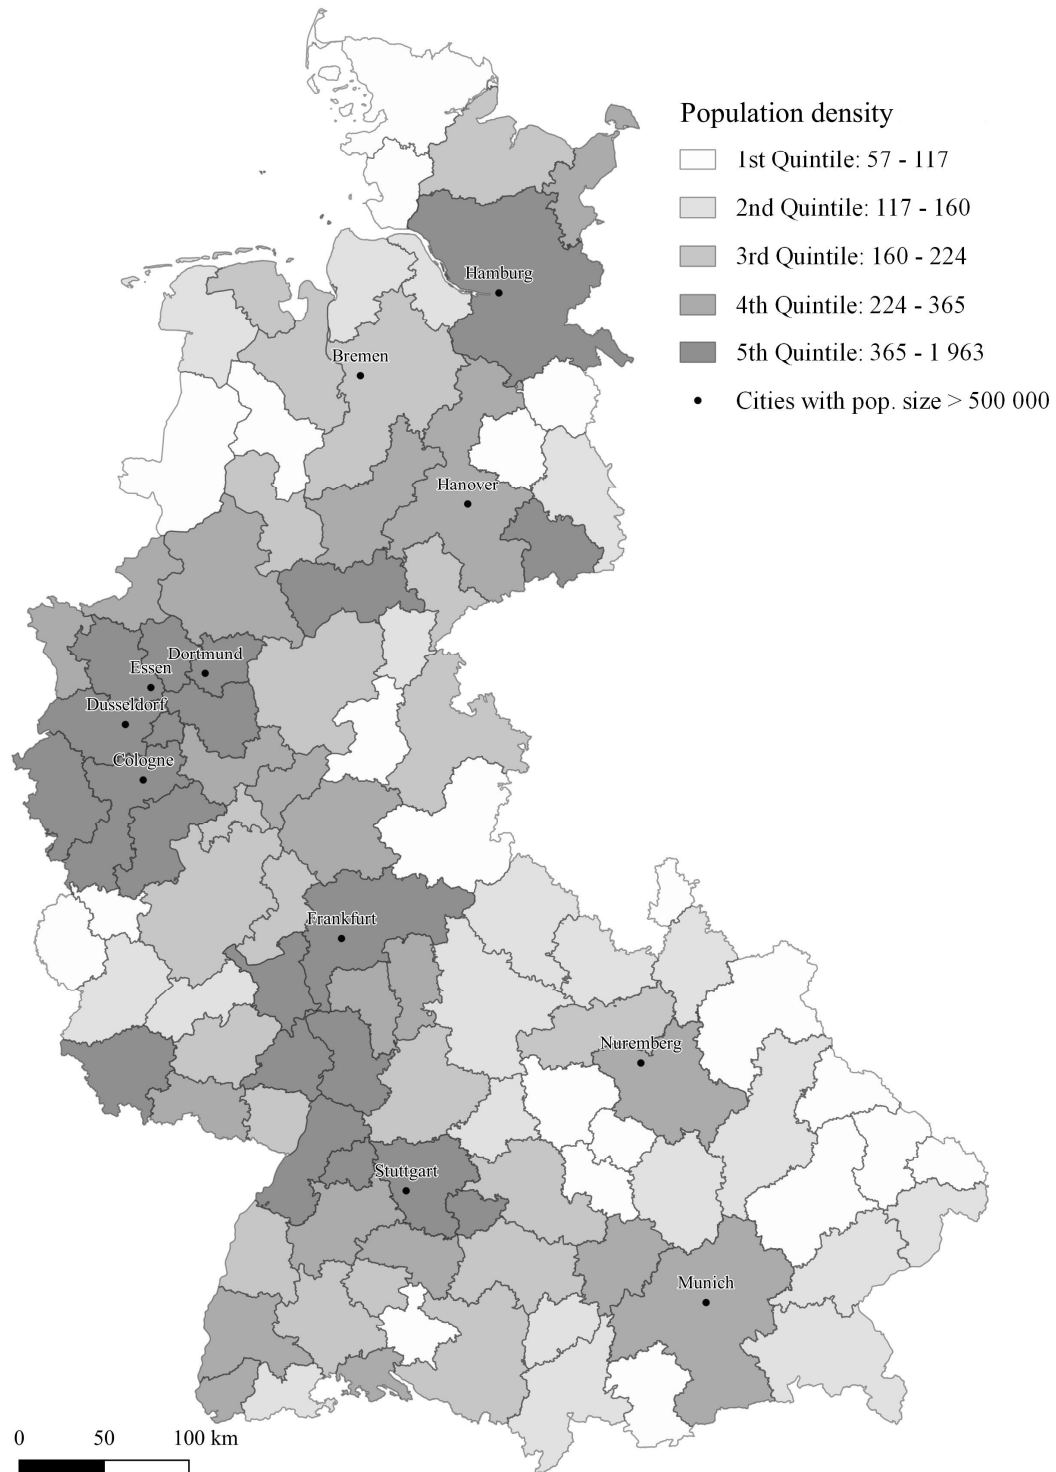 Population density
1st Quintile: 57 - 117
2nd Quintile: 117 - 160
3rd Quintile: 160 - 224
4th Quintile: 224 - 365
5th Quintile: 365 - 1 963
Cities with pop. size > 500 000
Hamburg
Bremen
Hanover
Dortmund
Essen
Dusseldorf
Cologne
Frankfurt
Nuremberg
Stuttgart
Munich
0 50 100 km